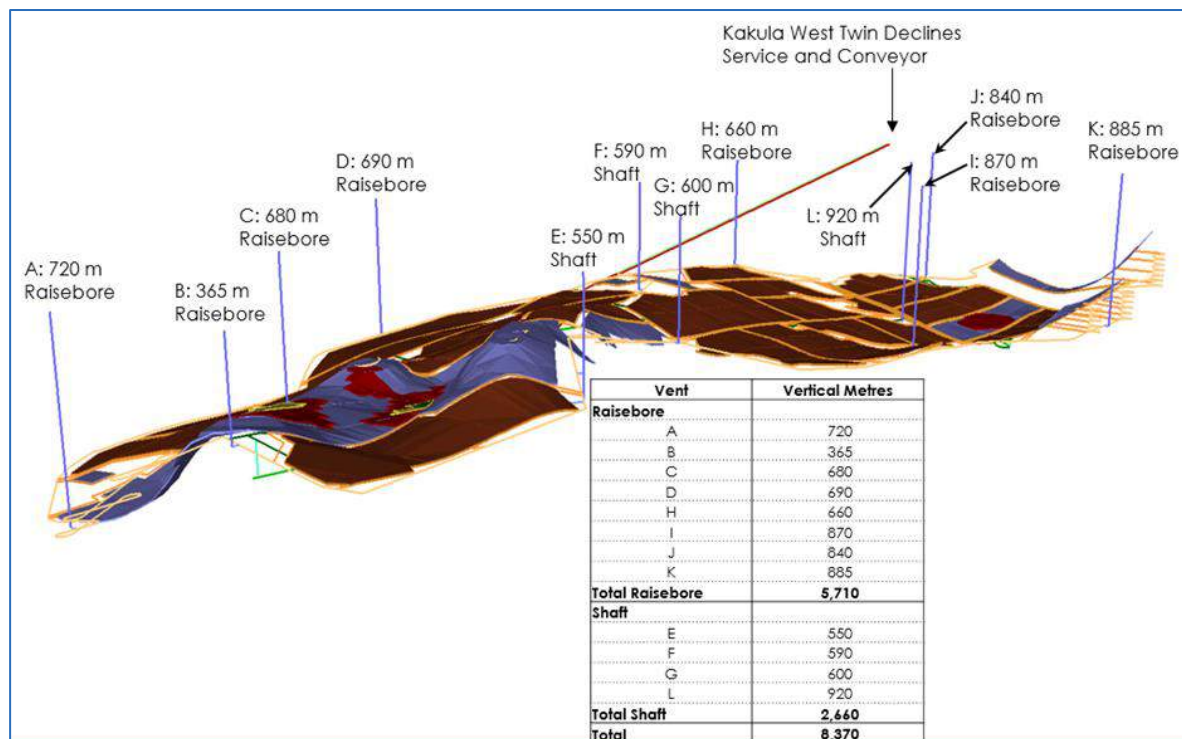 Kakula West Twin Declines
Service and Conveyor
J: 840 m
Raisebore
H: 660 m
Raisebore
K: 885 m
Raisebore
F: 590 m
Shaft
D: 690 m
Raisebore
I: 870 m
Raisebore
G: 600 m
Shaft
C: 680 m
Raisebore
L: 920 m
Shaft
E: 550 m
Shaft
A: 720 m
Raisebore
B: 365 m
Raisebore
Vent Vertical Metres
Raisebore
A 720
B 365
C 680
D 690
H 660
I 870
J 840
K 885
Total Raisebore 5,710
Shaft
E 550
F 590
G 600
L 920
Total Shaft 2,660
Total 8,370